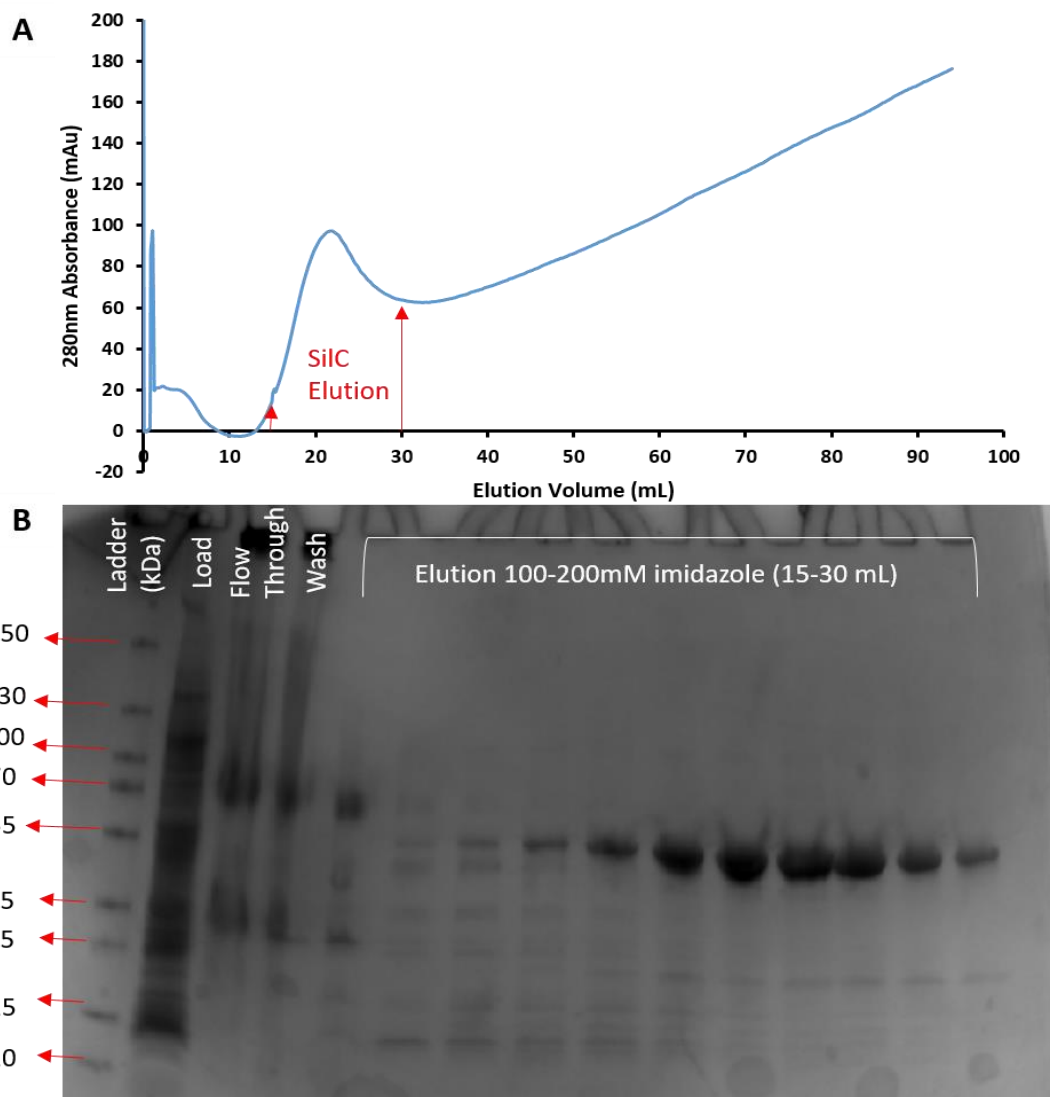 A
200
180
160
140
120
100
80
60
40
20
0
-20
280nm Absorbance (mAu)
SilC
Elution
0 10 20 30 40 50 60 70 80 90 100
Elution Volume (mL)
B
Ladder
(kDa)
Load
Flow
Through
Wash
Elution 100-200mM imidazole (15-30 mL)
50
30
00
0
5
5
5
5
0